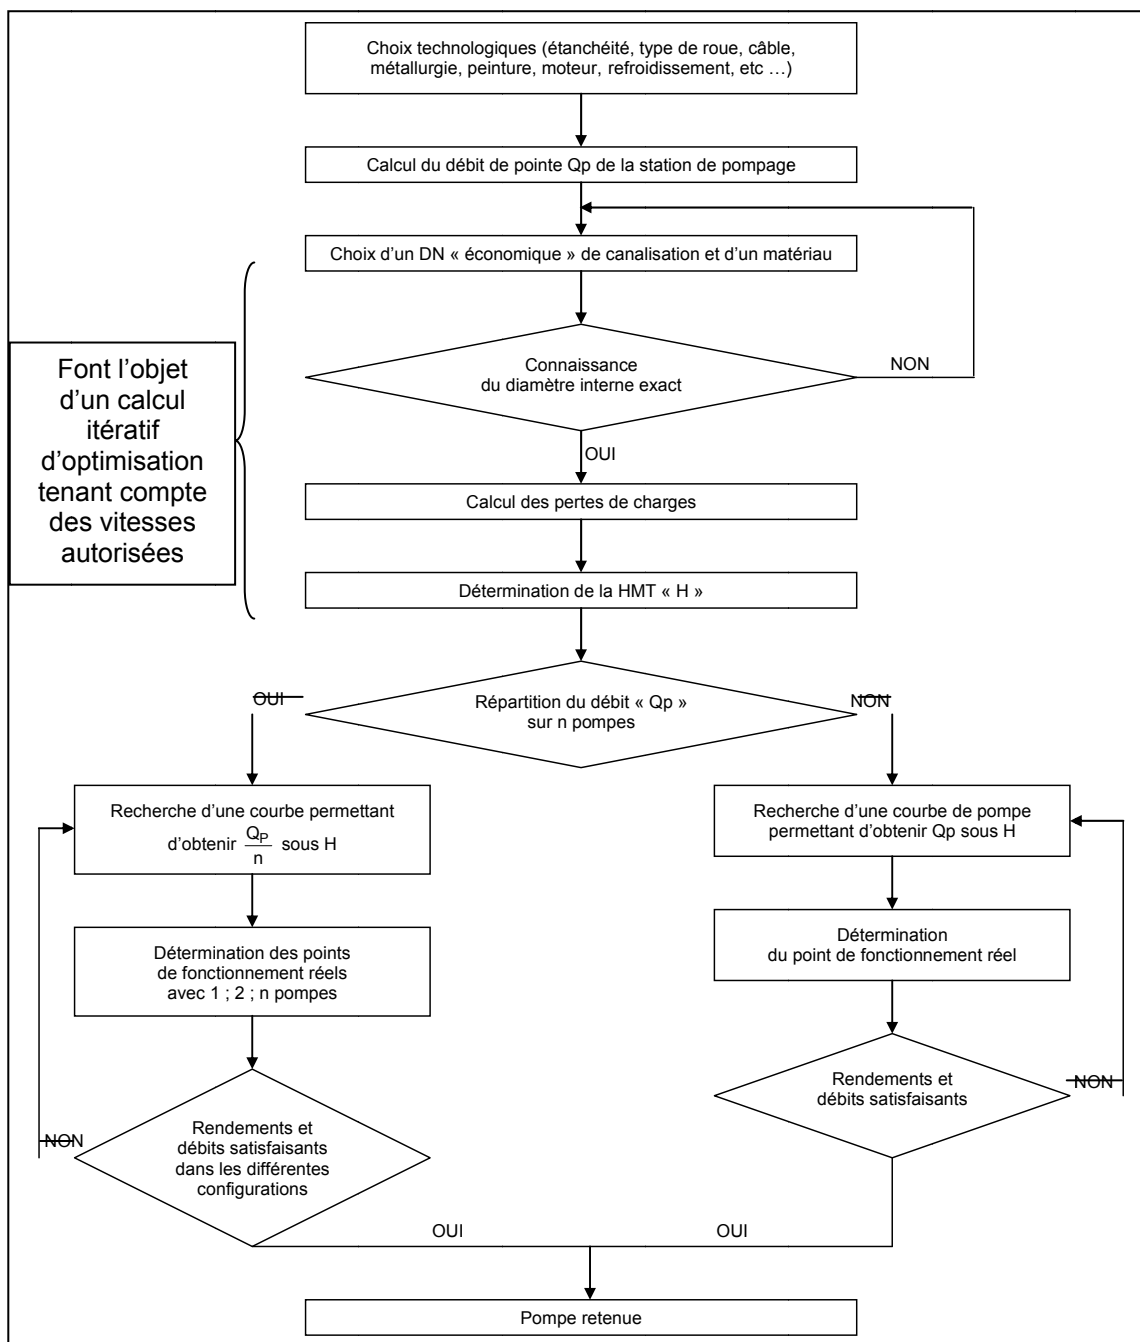 Choix technologiques (étanchéité, type de roue, câble,
métallurgie, peinture, moteur, refroidissement, etc …)
Calcul du débit de pointe Qp de la station de pompage
Choix d’un DN « économique » de canalisation et d’un matériau
Connaissance
du diamètre interne exact
NON
Font l’objet
d’un calcul
itératif
d’optimisation
tenant compte
des vitesses
autorisées
OUI
Calcul des pertes de charges
Détermination de la HMT « H »
Répartition du débit « Qp »
sur n pompes
OUI
NON
Recherche d’une courbe permettant
d’obtenir Qₚ/n sous H
Recherche d’une courbe de pompe
permettant d’obtenir Qp sous H
Détermination des points
de fonctionnement réels
avec 1 ; 2 ; n pompes
Détermination
du point de fonctionnement réel
Rendements et
débits satisfaisants
NON
Rendements et
débits satisfaisants
dans les différentes
configurations
NON
OUI
OUI
Pompe retenue